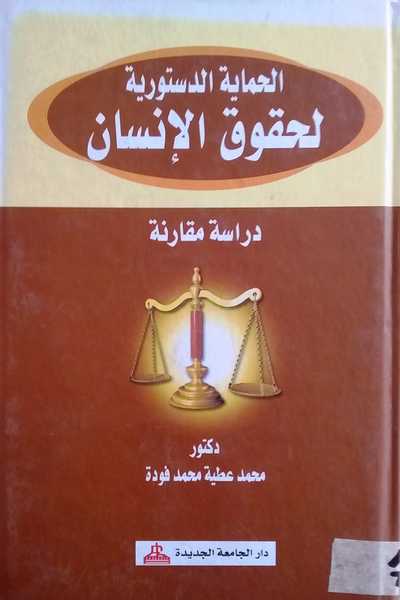 الحماية الدستورية
لحقوق الإنسان
دراسة مقارنة
دكتور
محمد عطية محمد فودة
دار الجامعة الجديدة